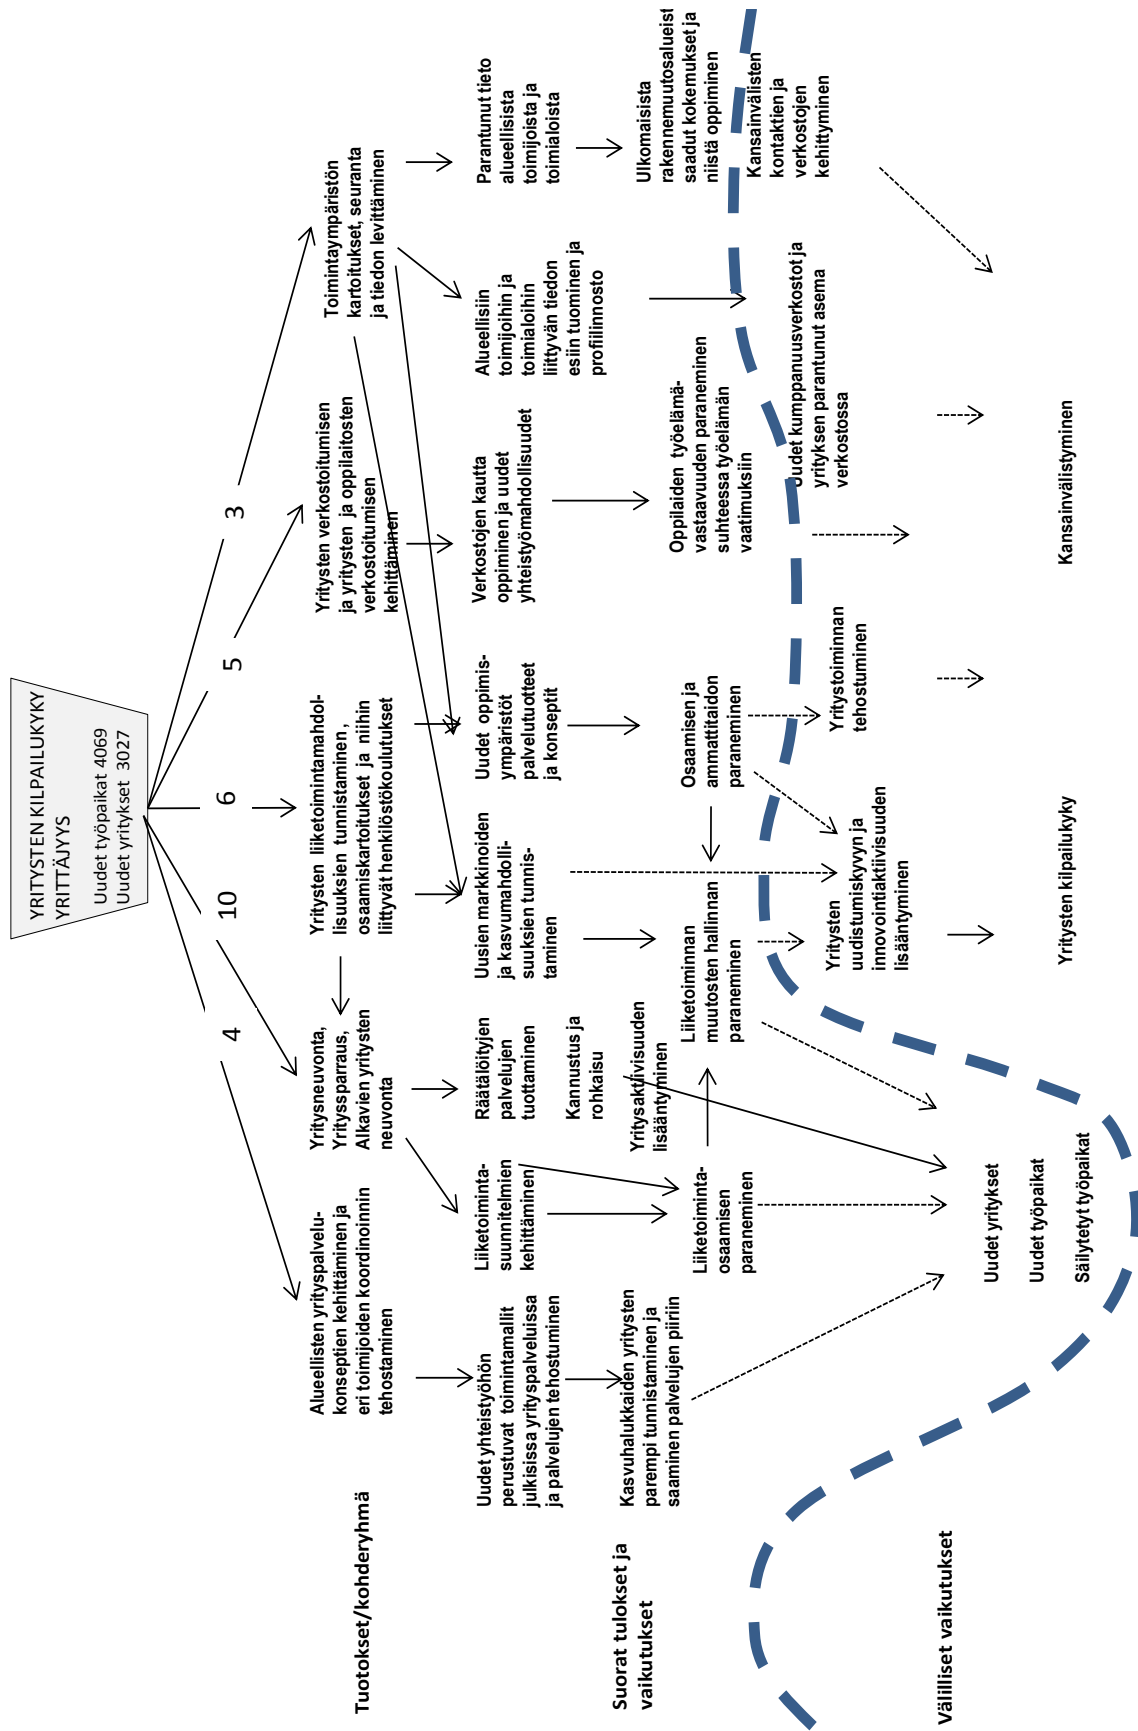 YRITYSTEN KILPAILUKYKY
YRITTÄJYYS
Uudet työpaikat 4069
Uudet yritykset 3027
4
10
6
5
3
Tuotokset/kohderyhmä
Alueellisten yrityspalvelu-
konseptien kehittäminen ja
eri toimijoiden koordinoinnin
tehostaminen
Yritysneuvonta,
Yrityssparraus,
Alkavien yritysten
neuvonta
Yritysten liiketoimintamahdol-
lisuuksien tunnistaminen,
osaamiskartoitukset ja niihin
liittyvät henkilöstökoulutukset
Yritysten verkostoitumisen
ja yritysten ja oppilaitosten
verkostoitumisen
kehittäminen
Toimintaympäristön
kartoitukset, seuranta
ja tiedon levittäminen
Suorat tulokset ja
vaikutukset
Uudet yhteistyöhön
perustuvat toimintamallit
julkisissa yrityspalveluissa
ja palvelujen tehostuminen
Liiketoiminta-
suunnitelmien
kehittäminen
Räätälöityjen
palvelujen
tuottaminen
Kannustus ja
rohkaisu
Uusien markkinoiden
ja kasvumahdolli-
suuksien tunnis-
taminen
Uudet oppimis-
ympäristöt
palvelutuotteet
ja konseptit
Verkostojen kautta
oppiminen ja uudet
yhteistyömahdollisuudet
Alueellisiin
toimijoihin ja
toimialoihin
liittyvän tiedon
esiin tuominen ja
profiilinnosto
Parantunut tieto
alueellisista
toimijoista ja
toimialoista
Kasvuhalukkaiden yritysten
parempi tunnistaminen ja
saaminen palvelujen piiriin
Liiketoiminta-
osaamisen
paraneminen
Yritysaktiivisuuden
lisääntyminen
Liiketoiminnan
muutosten hallinnan
paraneminen
Osaamisen ja
ammattitaidon
paraneminen
Oppilaiden työelämä-
vastaavuuden paraneminen
suhteessa työelämän
vaatimuksiin
Ulkomaisista
rakennemuutosalueist
saadut kokemukset ja
niistä oppiminen
Kansainvälisten
kontaktien ja
verkostojen
kehittyminen
Välilliset vaikutukset
Uudet yritykset
Uudet työpaikat
Säilytetyt työpaikat
Yritysten
uudistumiskyvyn ja
innovointiaktiivisuuden
lisääntyminen
Yritystoiminnan
tehostuminen
Uudet kumppanuusverkostot ja
yrityksen parantunut asema
verkostossa
Yritysten kilpailukyky
Kansainvälistyminen